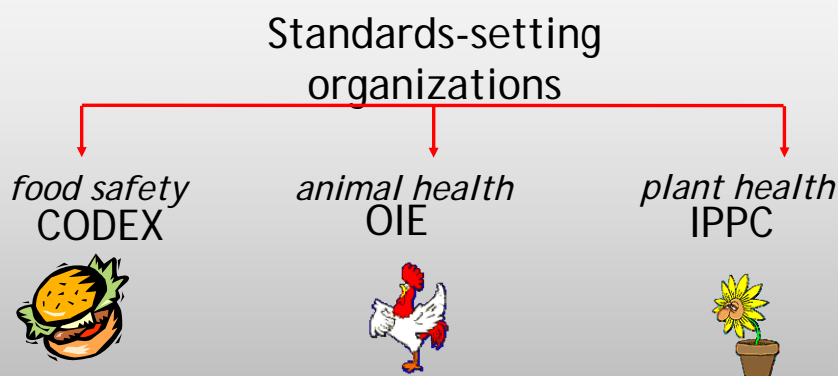 Standards-setting
organizations
food safety
CODEX
animal health
OIE
plant health
IPPC